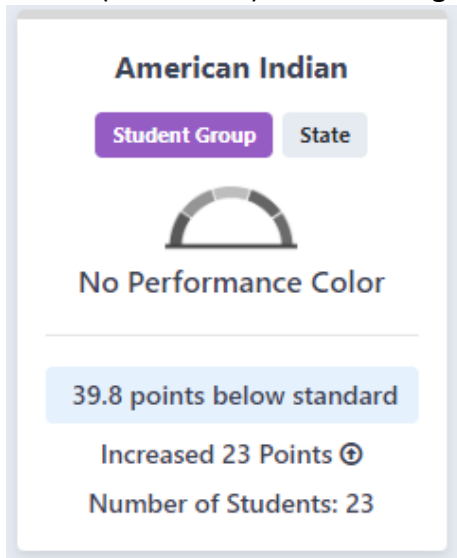 American Indian
Student Group State
No Performance Color
39.8 points below standard
Increased 23 Points
Number of Students: 23